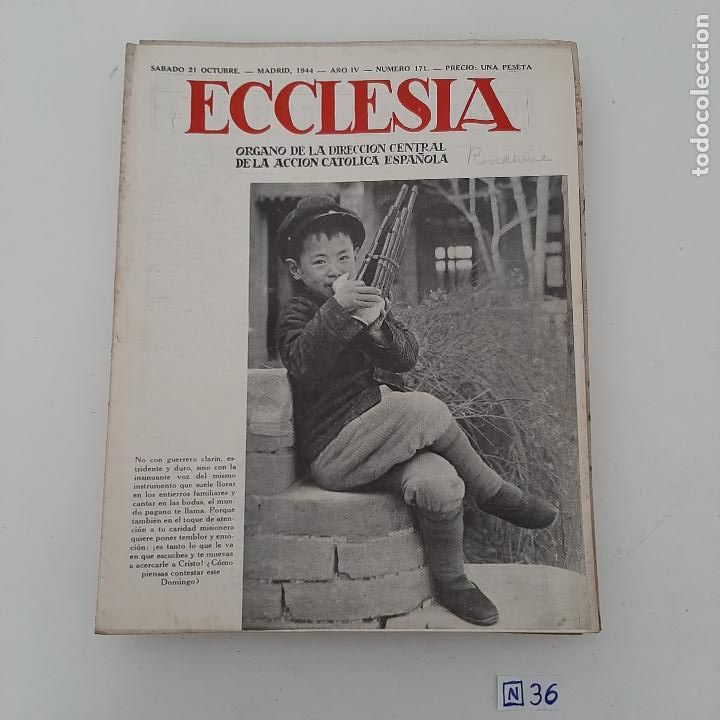 SABADO 21 OCTUBRE. — MADRID, 1944 — AÑO IV — NUMERO 171. — PRECIO: UNA PESETA
ECCLESIA
ORGANO DE LA DIRECCION CENTRAL
DE LA ACCION CATOLICA ESPAÑOLA
No con guerrero clarín, es-
tridente y duro, sino con la
insinuante voz del mismo
instrumento que suele llorar
en los entierros familiares y
cantar en las bodas, el mun-
do pagano te llama. Porque
también en el toque de aten-
ción a tu caridad misionera
quiere poner temblor y emo-
ción: ¡es tanto lo que le va
en que escuches y te muevas
a acercarle a Cristo! ¿Cómo
piensas contestar este
Domingo?
N 36
todocoleccion